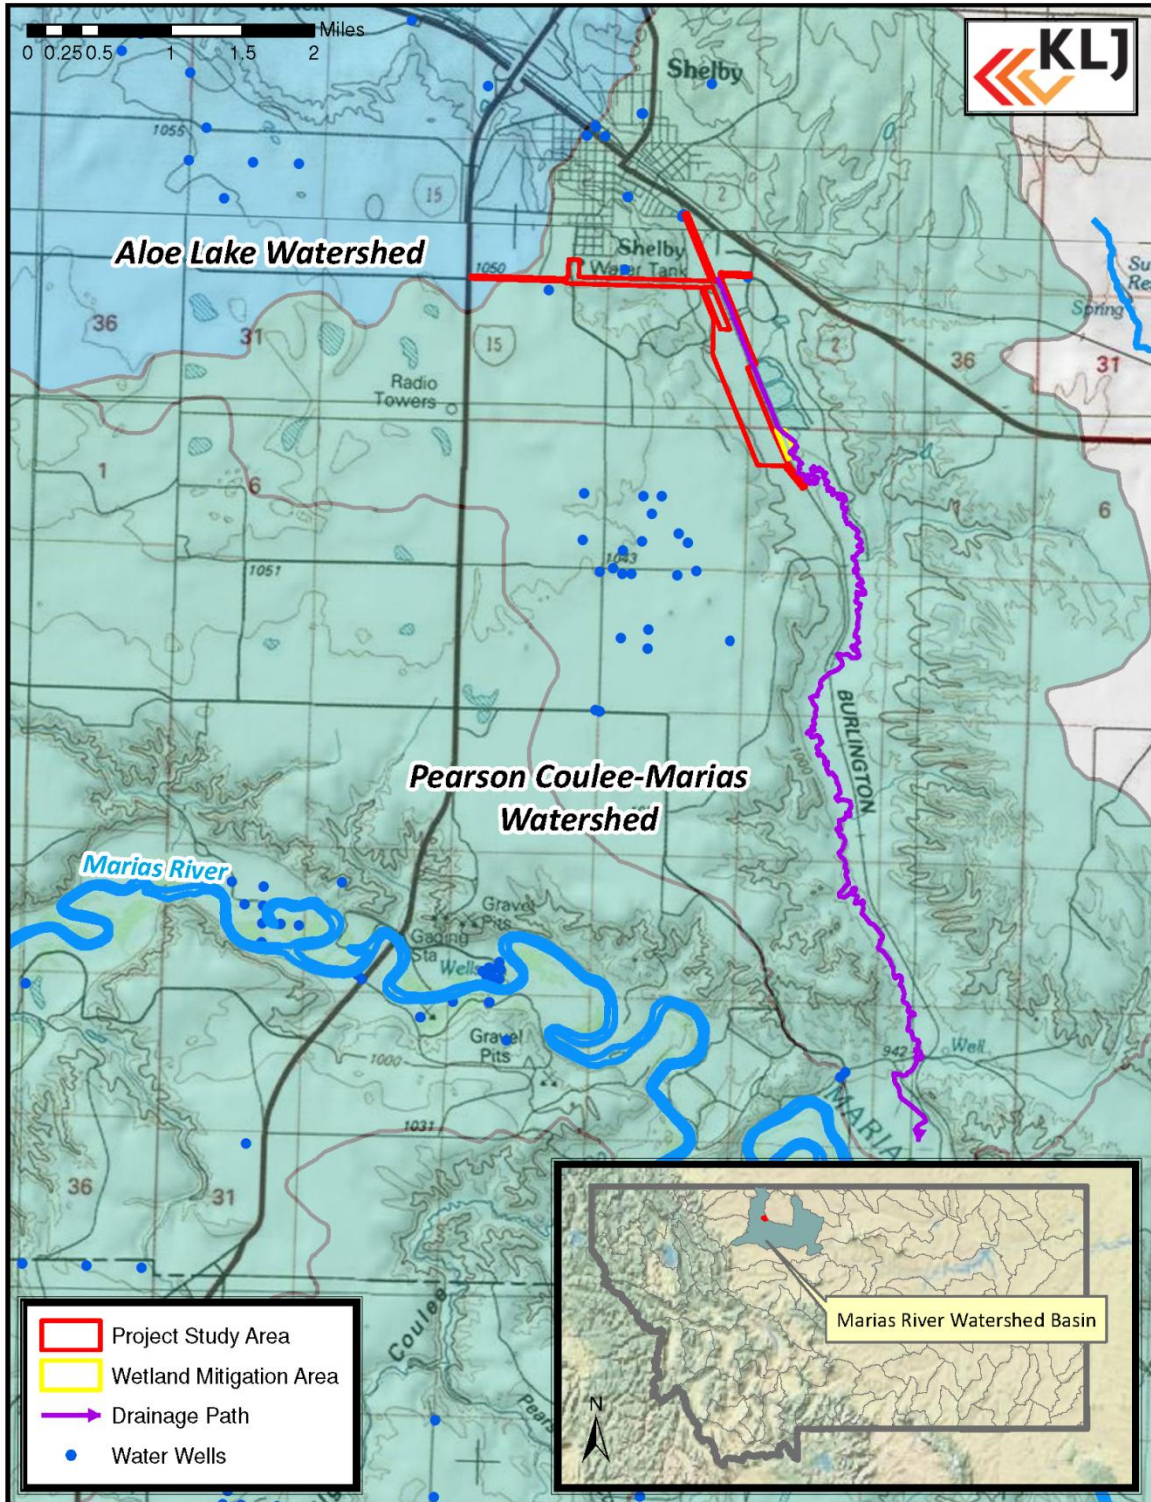 Miles
0 0.25 0.5 1 1.5 2
KLJ
Shelby
1055
15
2
Aloe Lake Watershed
Shelby
Water Tank
1050
Spring
36
31
15
2
36
31
Radio
Towers
1
6
1
6
1043
1051
BURLINGTON
Pearson Coulee-Marias
Watershed
Marias River
Gravel
Pits
Gaging
Sta
Wells
Gravel
Pits
1000
942
Well
1031
MARIA
36
31
Coulee
Marias River Watershed Basin
Project Study Area
Wetland Mitigation Area
Drainage Path
Water Wells
N